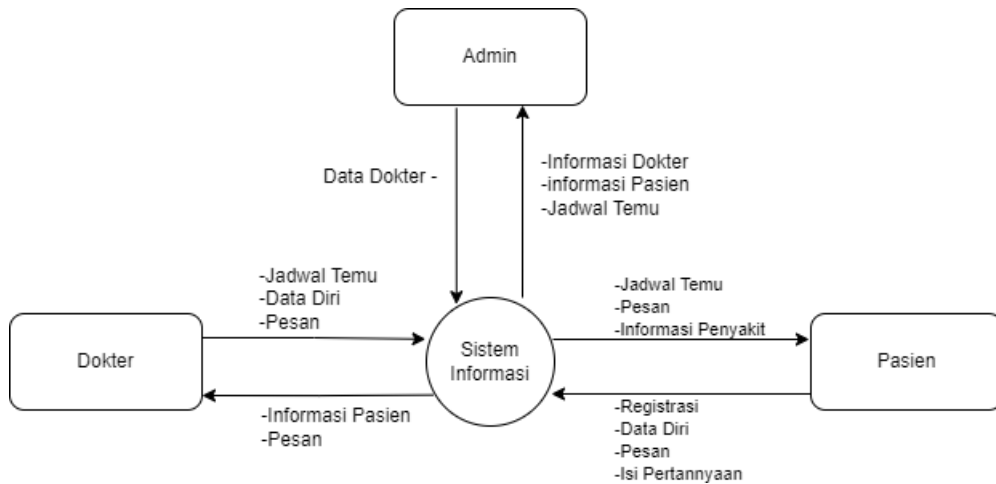 Admin
Data Dokter -
-Informasi Dokter
-informasi Pasien
-Jadwal Temu
-Jadwal Temu
-Data Diri
-Pesan
-Jadwal Temu
-Pesan
-Informasi Penyakit
Dokter
Sistem
Informasi
Pasien
-Informasi Pasien
-Pesan
-Registrasi
-Data Diri
-Pesan
-Isi Pertannyaan